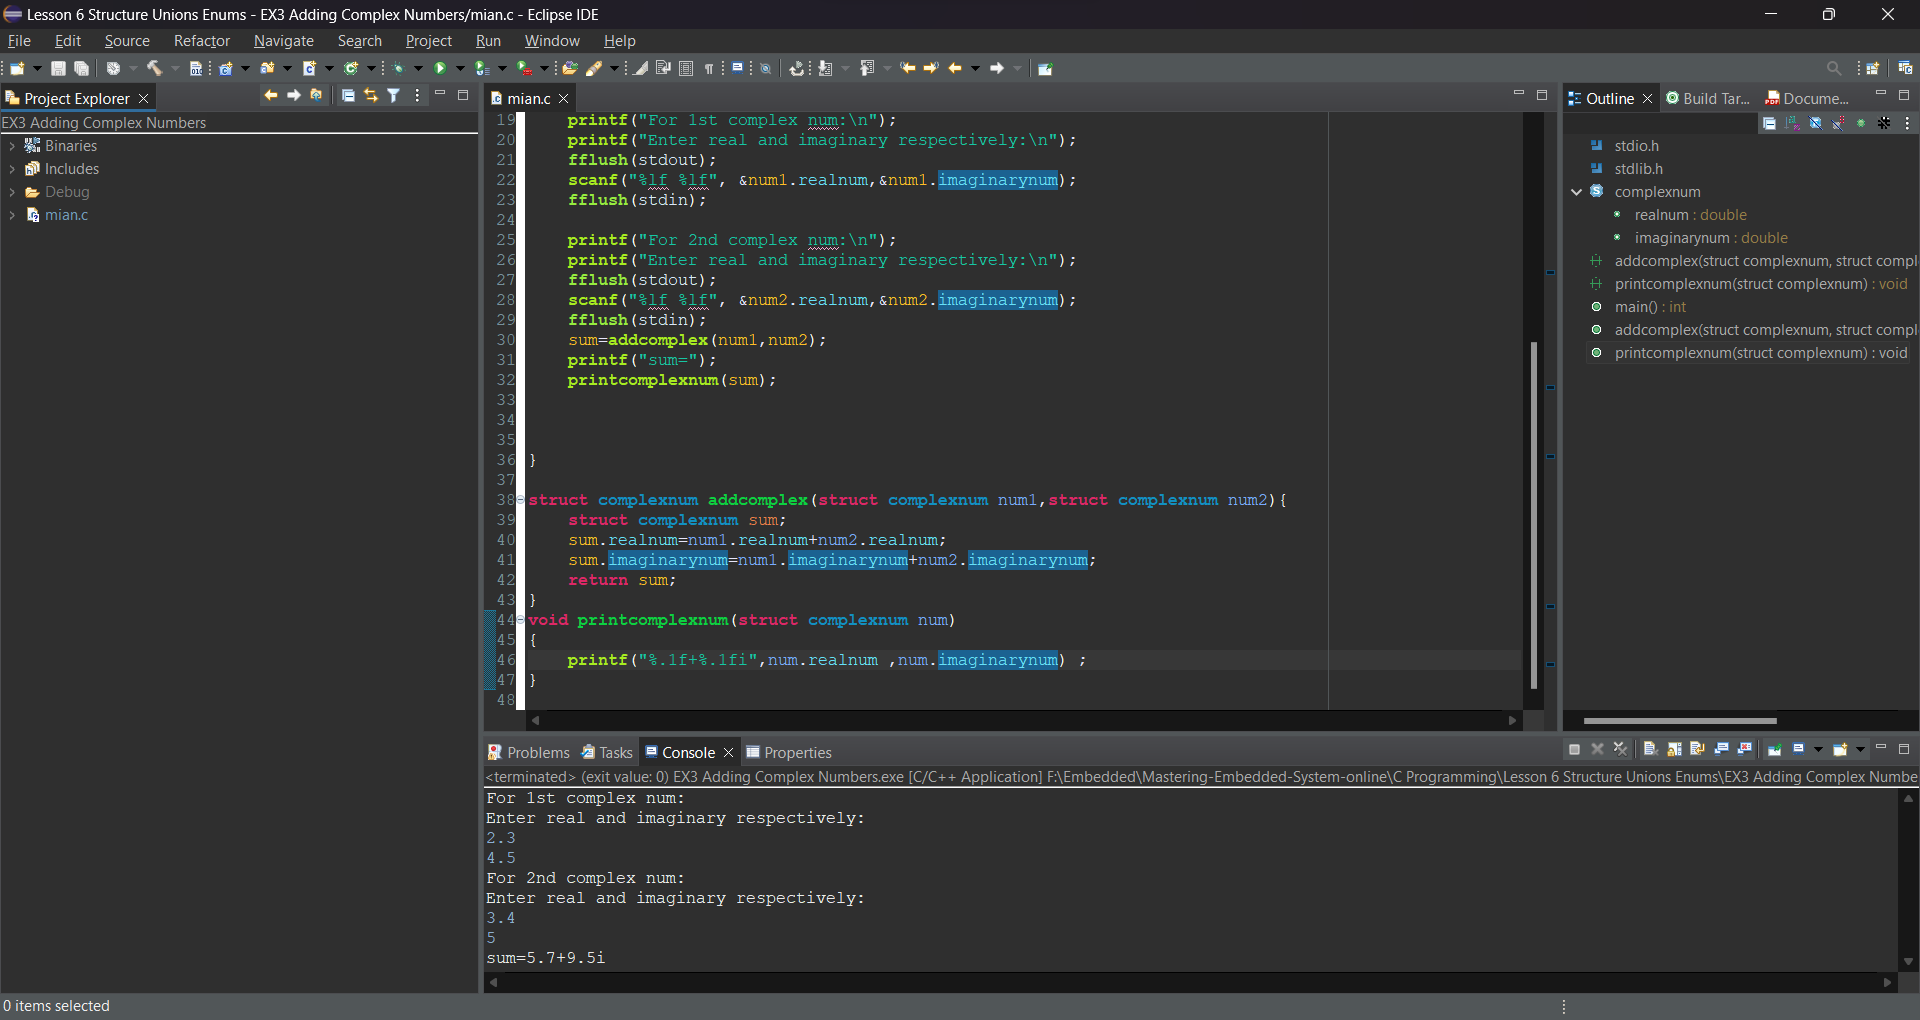 Lesson 6 Structure Unions Enums - EX3 Adding Complex Numbers/mian.c - Eclipse IDE
File Edit Source Refactor Navigate Search Project Run Window Help
Project Explorer
EX3 Adding Complex Numbers
Binaries
Includes
Debug
mian.c
mian.c
19 printf("For 1st complex num:\n");
20 printf("Enter real and imaginary respectively:\n");
21 fflush(stdout);
22 scanf("%lf %lf", &num1.realnum,&num1.imaginarynum);
23 fflush(stdin);
24
25 printf("For 2nd complex num:\n");
26 printf("Enter real and imaginary respectively:\n");
27 fflush(stdout);
28 scanf("%lf %lf", &num2.realnum,&num2.imaginarynum);
29 fflush(stdin);
30 sum=addcomplex(num1,num2);
31 printf("sum=");
32 printcomplexnum(sum);
33
34
35
36 }
37
38 struct complexnum addcomplex(struct complexnum num1,struct complexnum num2){
39 struct complexnum sum;
40 sum.realnum=num1.realnum+num2.realnum;
41 sum.imaginarynum=num1.imaginarynum+num2.imaginarynum;
42 return sum;
43 }
44 void printcomplexnum(struct complexnum num)
45 {
46 printf("%.1f+%.1fi",num.realnum ,num.imaginarynum) ;
47 }
48
Outline Build Tar... Docume...
stdio.h
stdlib.h
complexnum
realnum : double
imaginarynum : double
addcomplex(struct complexnum, struct compl
printcomplexnum(struct complexnum) : void
main() : int
addcomplex(struct complexnum, struct compl
printcomplexnum(struct complexnum) : void
Problems Tasks Console Properties
<terminated> (exit value: 0) EX3 Adding Complex Numbers.exe [C/C++ Application] F:\Embedded\Mastering-Embedded-System-online\C Programming\Lesson 6 Structure Unions Enums\EX3 Adding Complex Numbe
For 1st complex num:
Enter real and imaginary respectively:
2.3
4.5
For 2nd complex num:
Enter real and imaginary respectively:
3.4
5
sum=5.7+9.5i
0 items selected